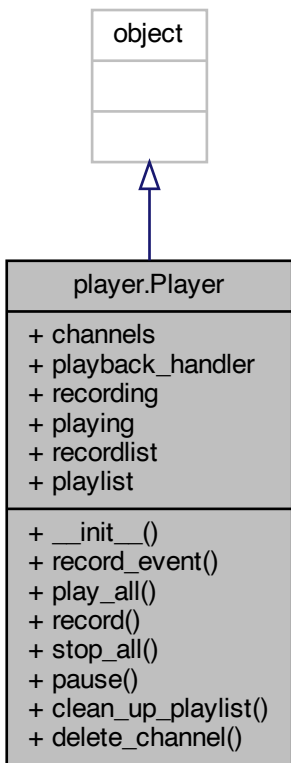 object
player.Player
+ channels
+ playback_handler
+ recording
+ playing
+ recordlist
+ playlist
+ __init__()
+ record_event()
+ play_all()
+ record()
+ stop_all()
+ pause()
+ clean_up_playlist()
+ delete_channel()